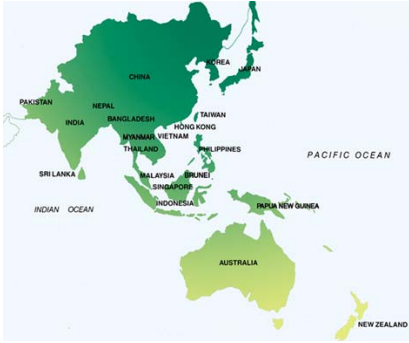 KOREA
JAPAN
CHINA
PAKISTAN
NEPAL
TAIWAN
BANGLADESH
INDIA
HONG KONG
MYANMAR
VIETNAM
THAILAND
PHILIPPINES
PACIFIC OCEAN
SRI LANKA
MALAYSIA
BRUNEI
SINGAPORE
INDONESIA
PAPUA NEW GUINEA
INDIAN OCEAN
AUSTRALIA
NEW ZEALAND